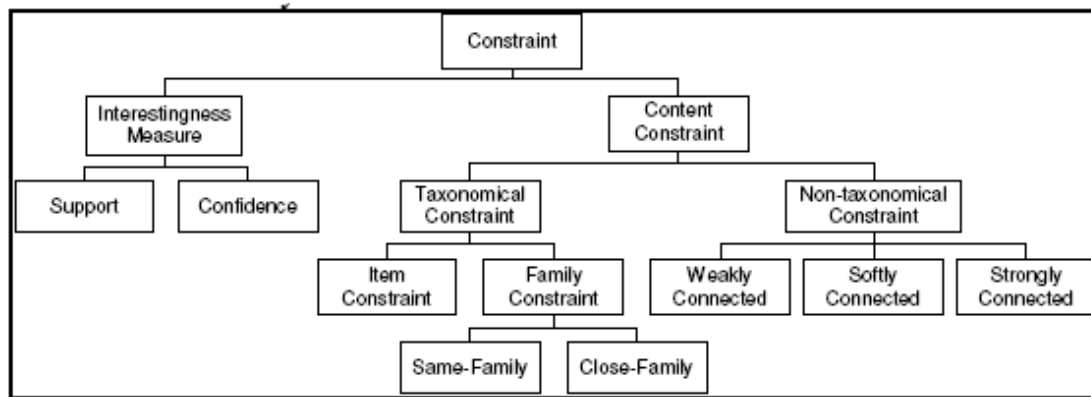 Constraint
Interestingness
Measure
Content
Constraint
Support
Confidence
Taxonomical
Constraint
Non-taxonomical
Constraint
Item
Constraint
Family
Constraint
Weakly
Connected
Softly
Connected
Strongly
Connected
Same-Family
Close-Family